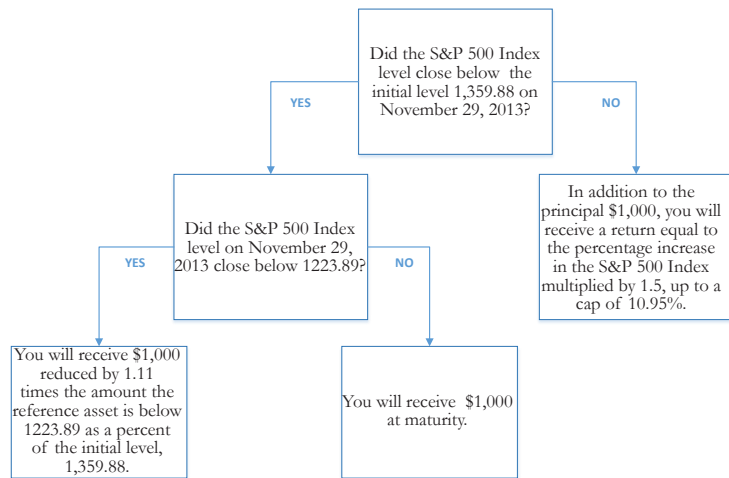 Did the S&P 500 Index
level close below the
initial level 1,359.88 on
November 29, 2013?
YES
NO
Did the S&P 500 Index
level on November 29,
2013 close below 1223.89?
In addition to the
principal $1,000, you will
receive a return equal to
the percentage increase
in the S&P 500 Index
multiplied by 1.5, up to a
cap of 10.95%.
YES
NO
You will receive $1,000
reduced by 1.11
times the amount the
reference asset is below
1223.89 as a percent
of the initial level,
1,359.88.
You will receive $1,000
at maturity.